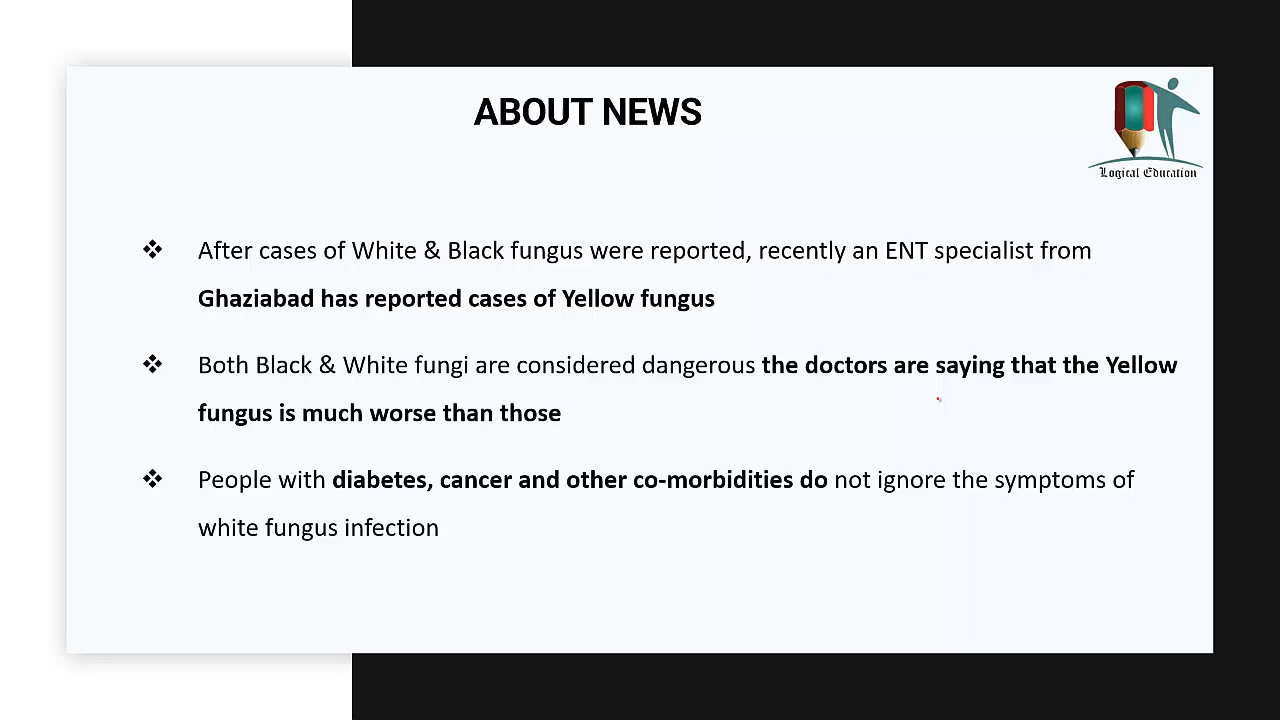 ABOUT NEWS
Logical Education
❖ After cases of White & Black fungus were reported, recently an ENT specialist from
Ghaziabad has reported cases of Yellow fungus
❖ Both Black & White fungi are considered dangerous the doctors are saying that the Yellow
fungus is much worse than those
❖ People with diabetes, cancer and other co-morbidities do not ignore the symptoms of
white fungus infection